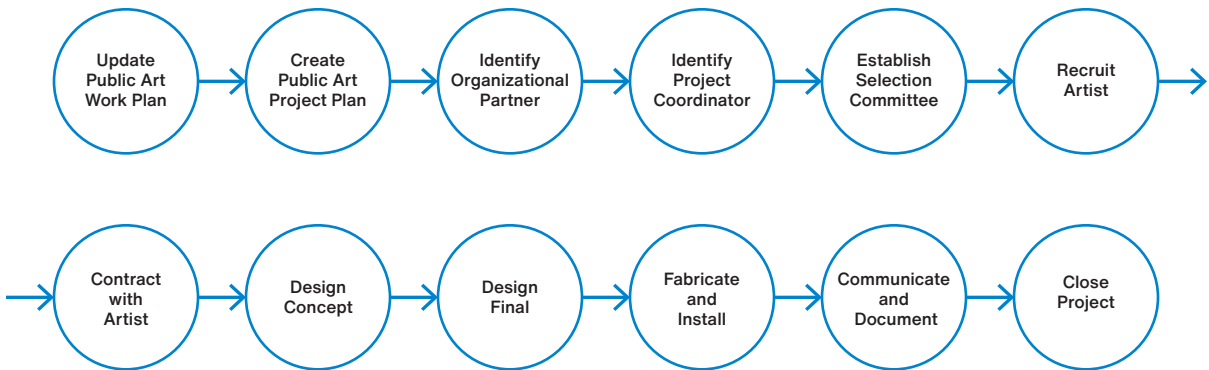 Update
Public Art
Work Plan
Create
Public Art
Project Plan
Identify
Organizational
Partner
Identify
Project
Coordinator
Establish
Selection
Committee
Recruit
Artist
Contract
with
Artist
Design
Concept
Design
Final
Fabricate
and
Install
Communicate
and
Document
Close
Project